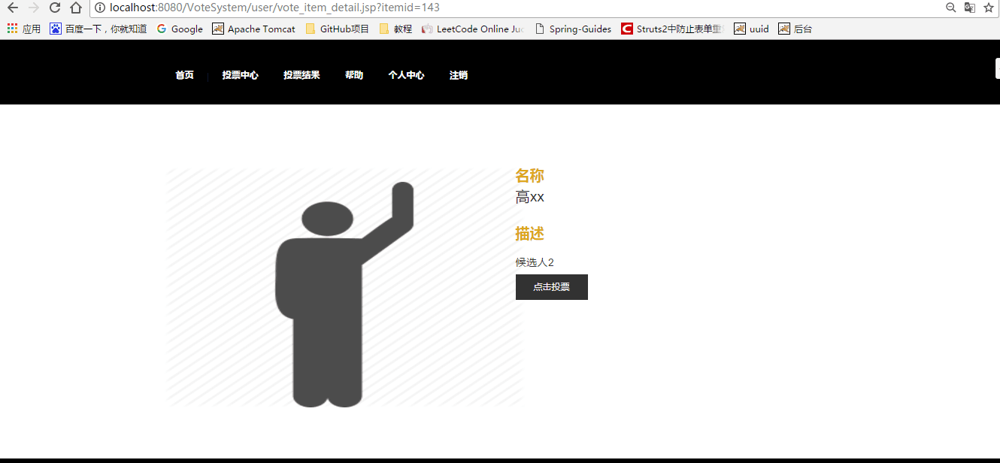 localhost:8080/VoteSystem/user/vote_item_detail.jsp?itemid=143
应用 百度一下，你就知道 Google Apache Tomcat GitHub项目 教程 LeetCode Online Juc Spring-Guides Struts2中防止表单重 uuid 后台
首页 投票中心 投票结果 帮助 个人中心 注销
名称
高xx
描述
候选人2
点击投票